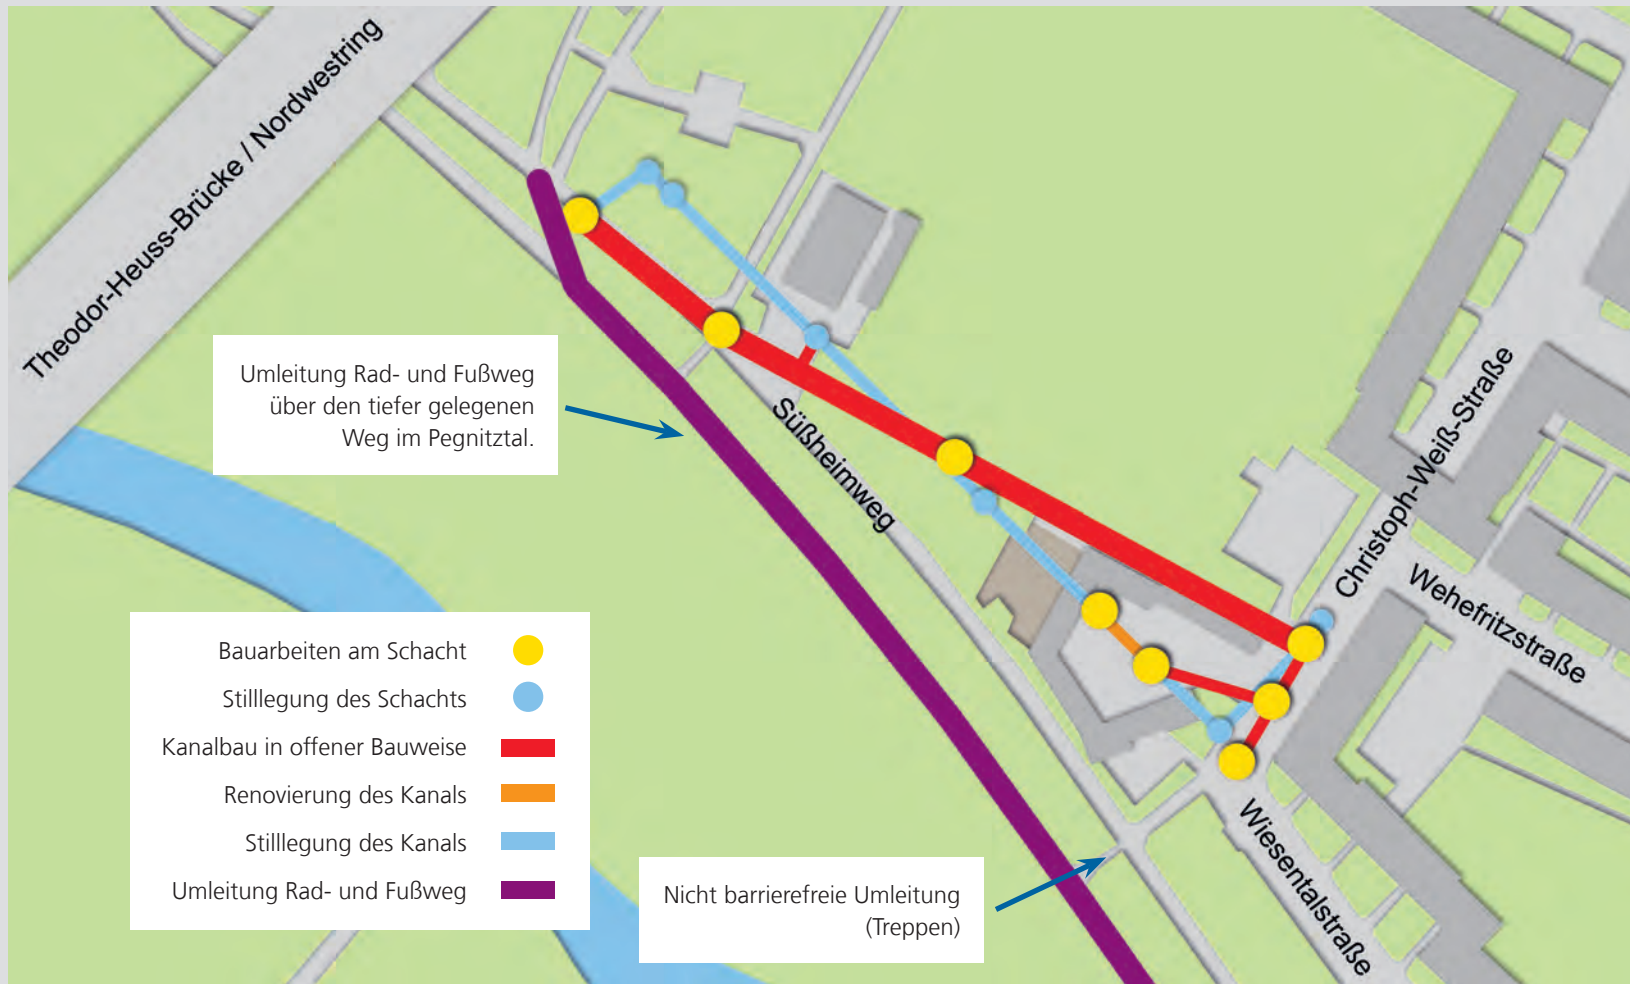 Theodor-Heuss-Brücke / Nordwestring
Umleitung Rad- und Fußweg
über den tiefer gelegenen
Weg im Pegnitztal.
Süßheimweg
Christoph-Weiß-Straße
Wehefritzstraße
Wiesentalstraße
Bauarbeiten am Schacht
Stilllegung des Schachts
Kanalbau in offener Bauweise
Renovierung des Kanals
Stilllegung des Kanals
Umleitung Rad- und Fußweg
Nicht barrierefreie Umleitung
(Treppen)